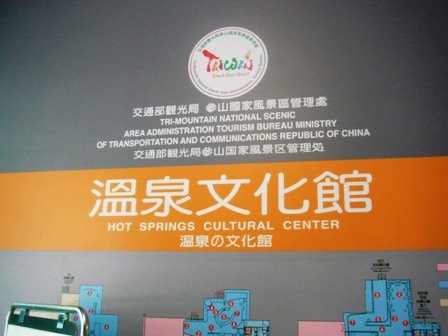 TAIWAN
Touch Your Heart
交通部觀光局 參山國家風景區管理處
TRI-MOUNTAIN NATIONAL SCENIC
AREA ADMINISTRATION TOURISM BUREAU MINISTRY
OF TRANSPORTATION AND COMMUNICATIONS REPUBLIC OF CHINA
交通部観光局參山国家風景区管理処
溫泉文化館
HOT SPRINGS CULTURAL CENTER
温泉の文化館